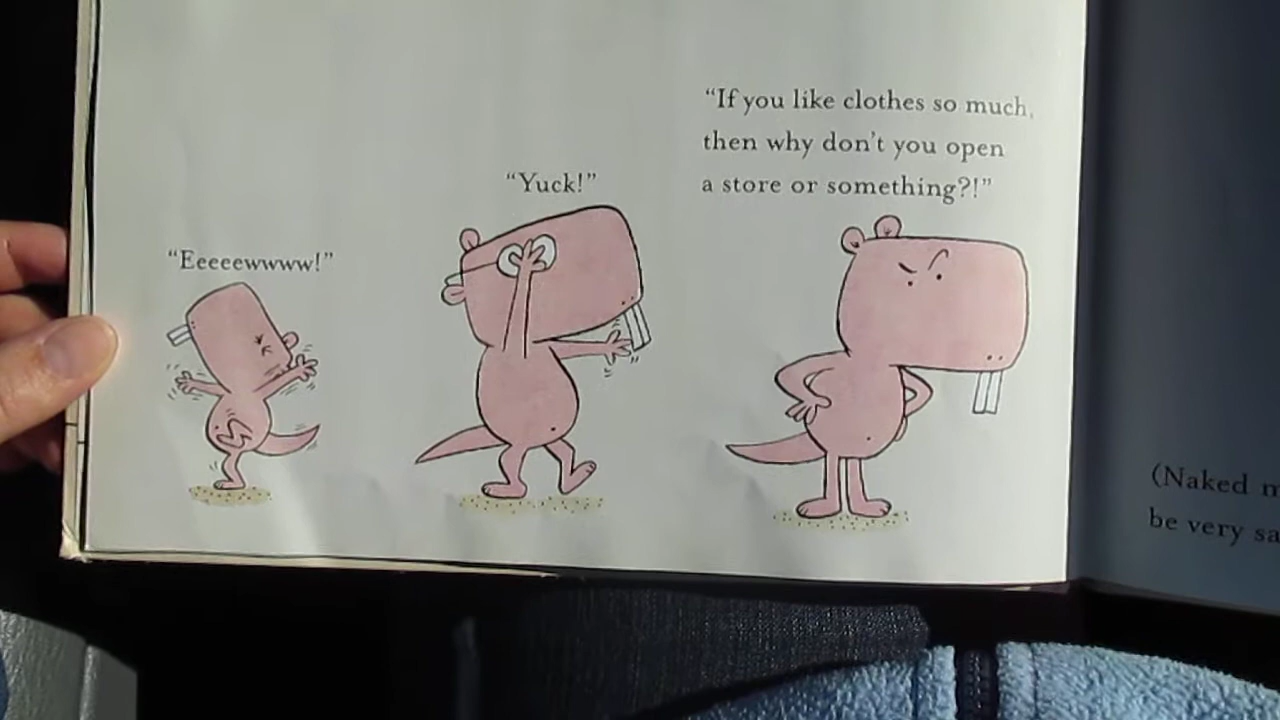 "Eeeeewwww!"
"Yuck!"
"If you like clothes so much,
then why don't you open
a store or something?!"
(Naked
be very